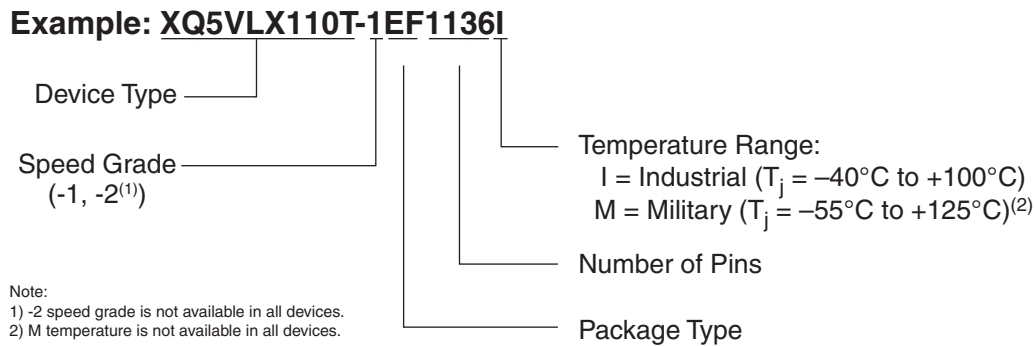 Example: XQ5VLX110T-1EF1136I
Device Type
Speed Grade
(-1, -2(1))
Temperature Range:
I = Industrial (Tj = –40°C to +100°C)
M = Military (Tj = –55°C to +125°C)(2)
Number of Pins
Package Type
Note:
1) -2 speed grade is not available in all devices.
2) M temperature is not available in all devices.